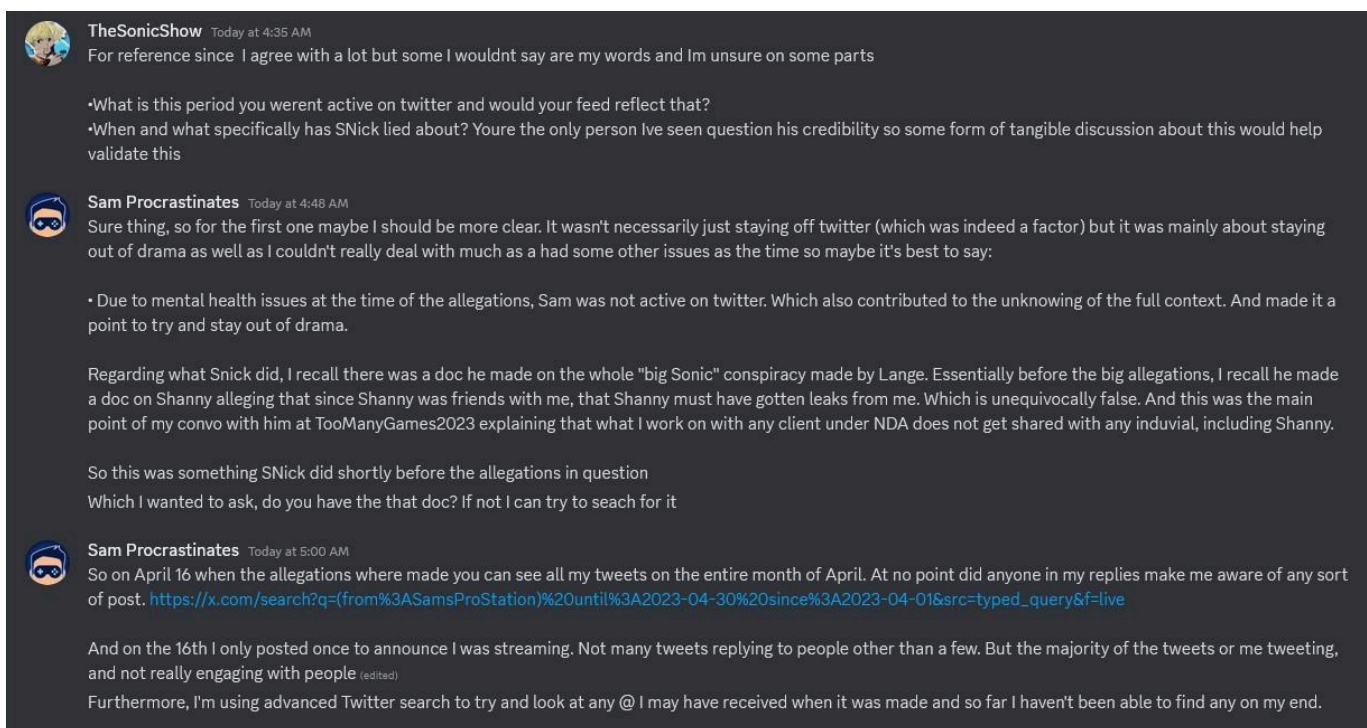 TheSonicShow Today at 4:35 AM
For reference since I agree with a lot but some I wouldnt say are my words and Im unsure on some parts
•What is this period you werent active on twitter and would your feed reflect that?
•When and what specifically has SNick lied about? Youre the only person Ive seen question his credibility so some form of tangible discussion about this would help
validate this
Sam Procrastinates Today at 4:48 AM
Sure thing, so for the first one maybe I should be more clear. It wasn't necessarily just staying off twitter (which was indeed a factor) but it was mainly about staying
out of drama as well as I couldn't really deal with much as a had some other issues as the time so maybe it's best to say:
• Due to mental health issues at the time of the allegations, Sam was not active on twitter. Which also contributed to the unknowing of the full context. And made it a
point to try and stay out of drama.
Regarding what Snick did, I recall there was a doc he made on the whole "big Sonic" conspiracy made by Lange. Essentially before the big allegations, I recall he made
a doc on Shanny alleging that since Shanny was friends with me, that Shanny must have gotten leaks from me. Which is unequivocally false. And this was the main
point of my convo with him at TooManyGames2023 explaining that what I work on with any client under NDA does not get shared with any induvial, including Shanny.
So this was something SNick did shortly before the allegations in question
Which I wanted to ask, do you have the that doc? If not I can try to seach for it
Sam Procrastinates Today at 5:00 AM
So on April 16 when the allegations where made you can see all my tweets on the entire month of April. At no point did anyone in my replies make me aware of any sort
of post. https://x.com/search?q=(from%3ASamsProStation)%20until%3A2023-04-30%20since%3A2023-04-01&src=typed_query&f=live
And on the 16th I only posted once to announce I was streaming. Not many tweets replying to people other than a few. But the majority of the tweets or me tweeting,
and not really engaging with people (edited)
Furthermore, I'm using advanced Twitter search to try and look at any @ I may have received when it was made and so far I haven't been able to find any on my end.